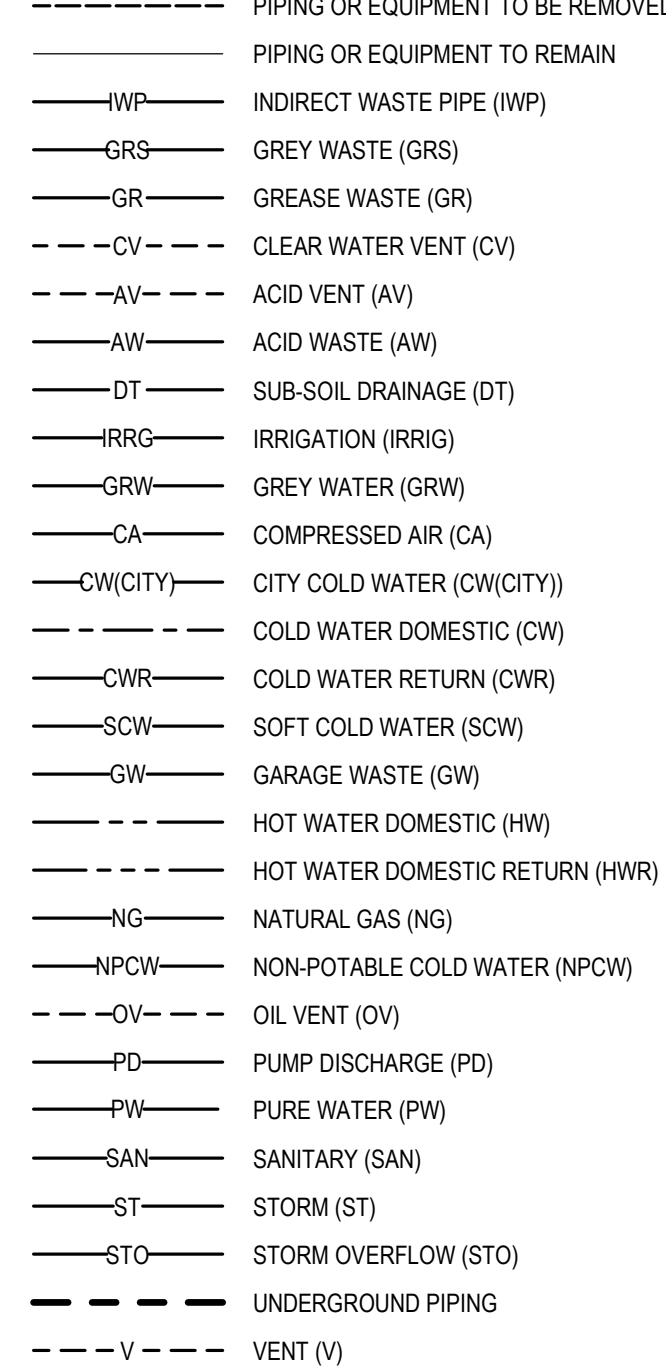 PIPING OR EQUIPMENT TO BE REMOVED
PIPING OR EQUIPMENT TO REMAIN
IWP INDIRECT WASTE PIPE (IWP)
GRS GREY WASTE (GRS)
GR GREASE WASTE (GR)
CV CLEAR WATER VENT (CV)
AV ACID VENT (AV)
AW ACID WASTE (AW)
DT SUB-SOIL DRAINAGE (DT)
IRRG IRRIGATION (IRRIG)
GRW GREY WATER (GRW)
CA COMPRESSED AIR (CA)
CW(CITY) CITY COLD WATER (CW(CITY))
COLD WATER DOMESTIC (CW)
CWR COLD WATER RETURN (CWR)
SCW SOFT COLD WATER (SCW)
GW GARAGE WASTE (GW)
HOT WATER DOMESTIC (HW)
HOT WATER DOMESTIC RETURN (HWR)
NG NATURAL GAS (NG)
NPCW NON-POTABLE COLD WATER (NPCW)
OV OIL VENT (OV)
PD PUMP DISCHARGE (PD)
PW PURE WATER (PW)
SAN SANITARY (SAN)
ST STORM (ST)
STO STORM OVERFLOW (STO)
UNDERGROUND PIPING
V VENT (V)